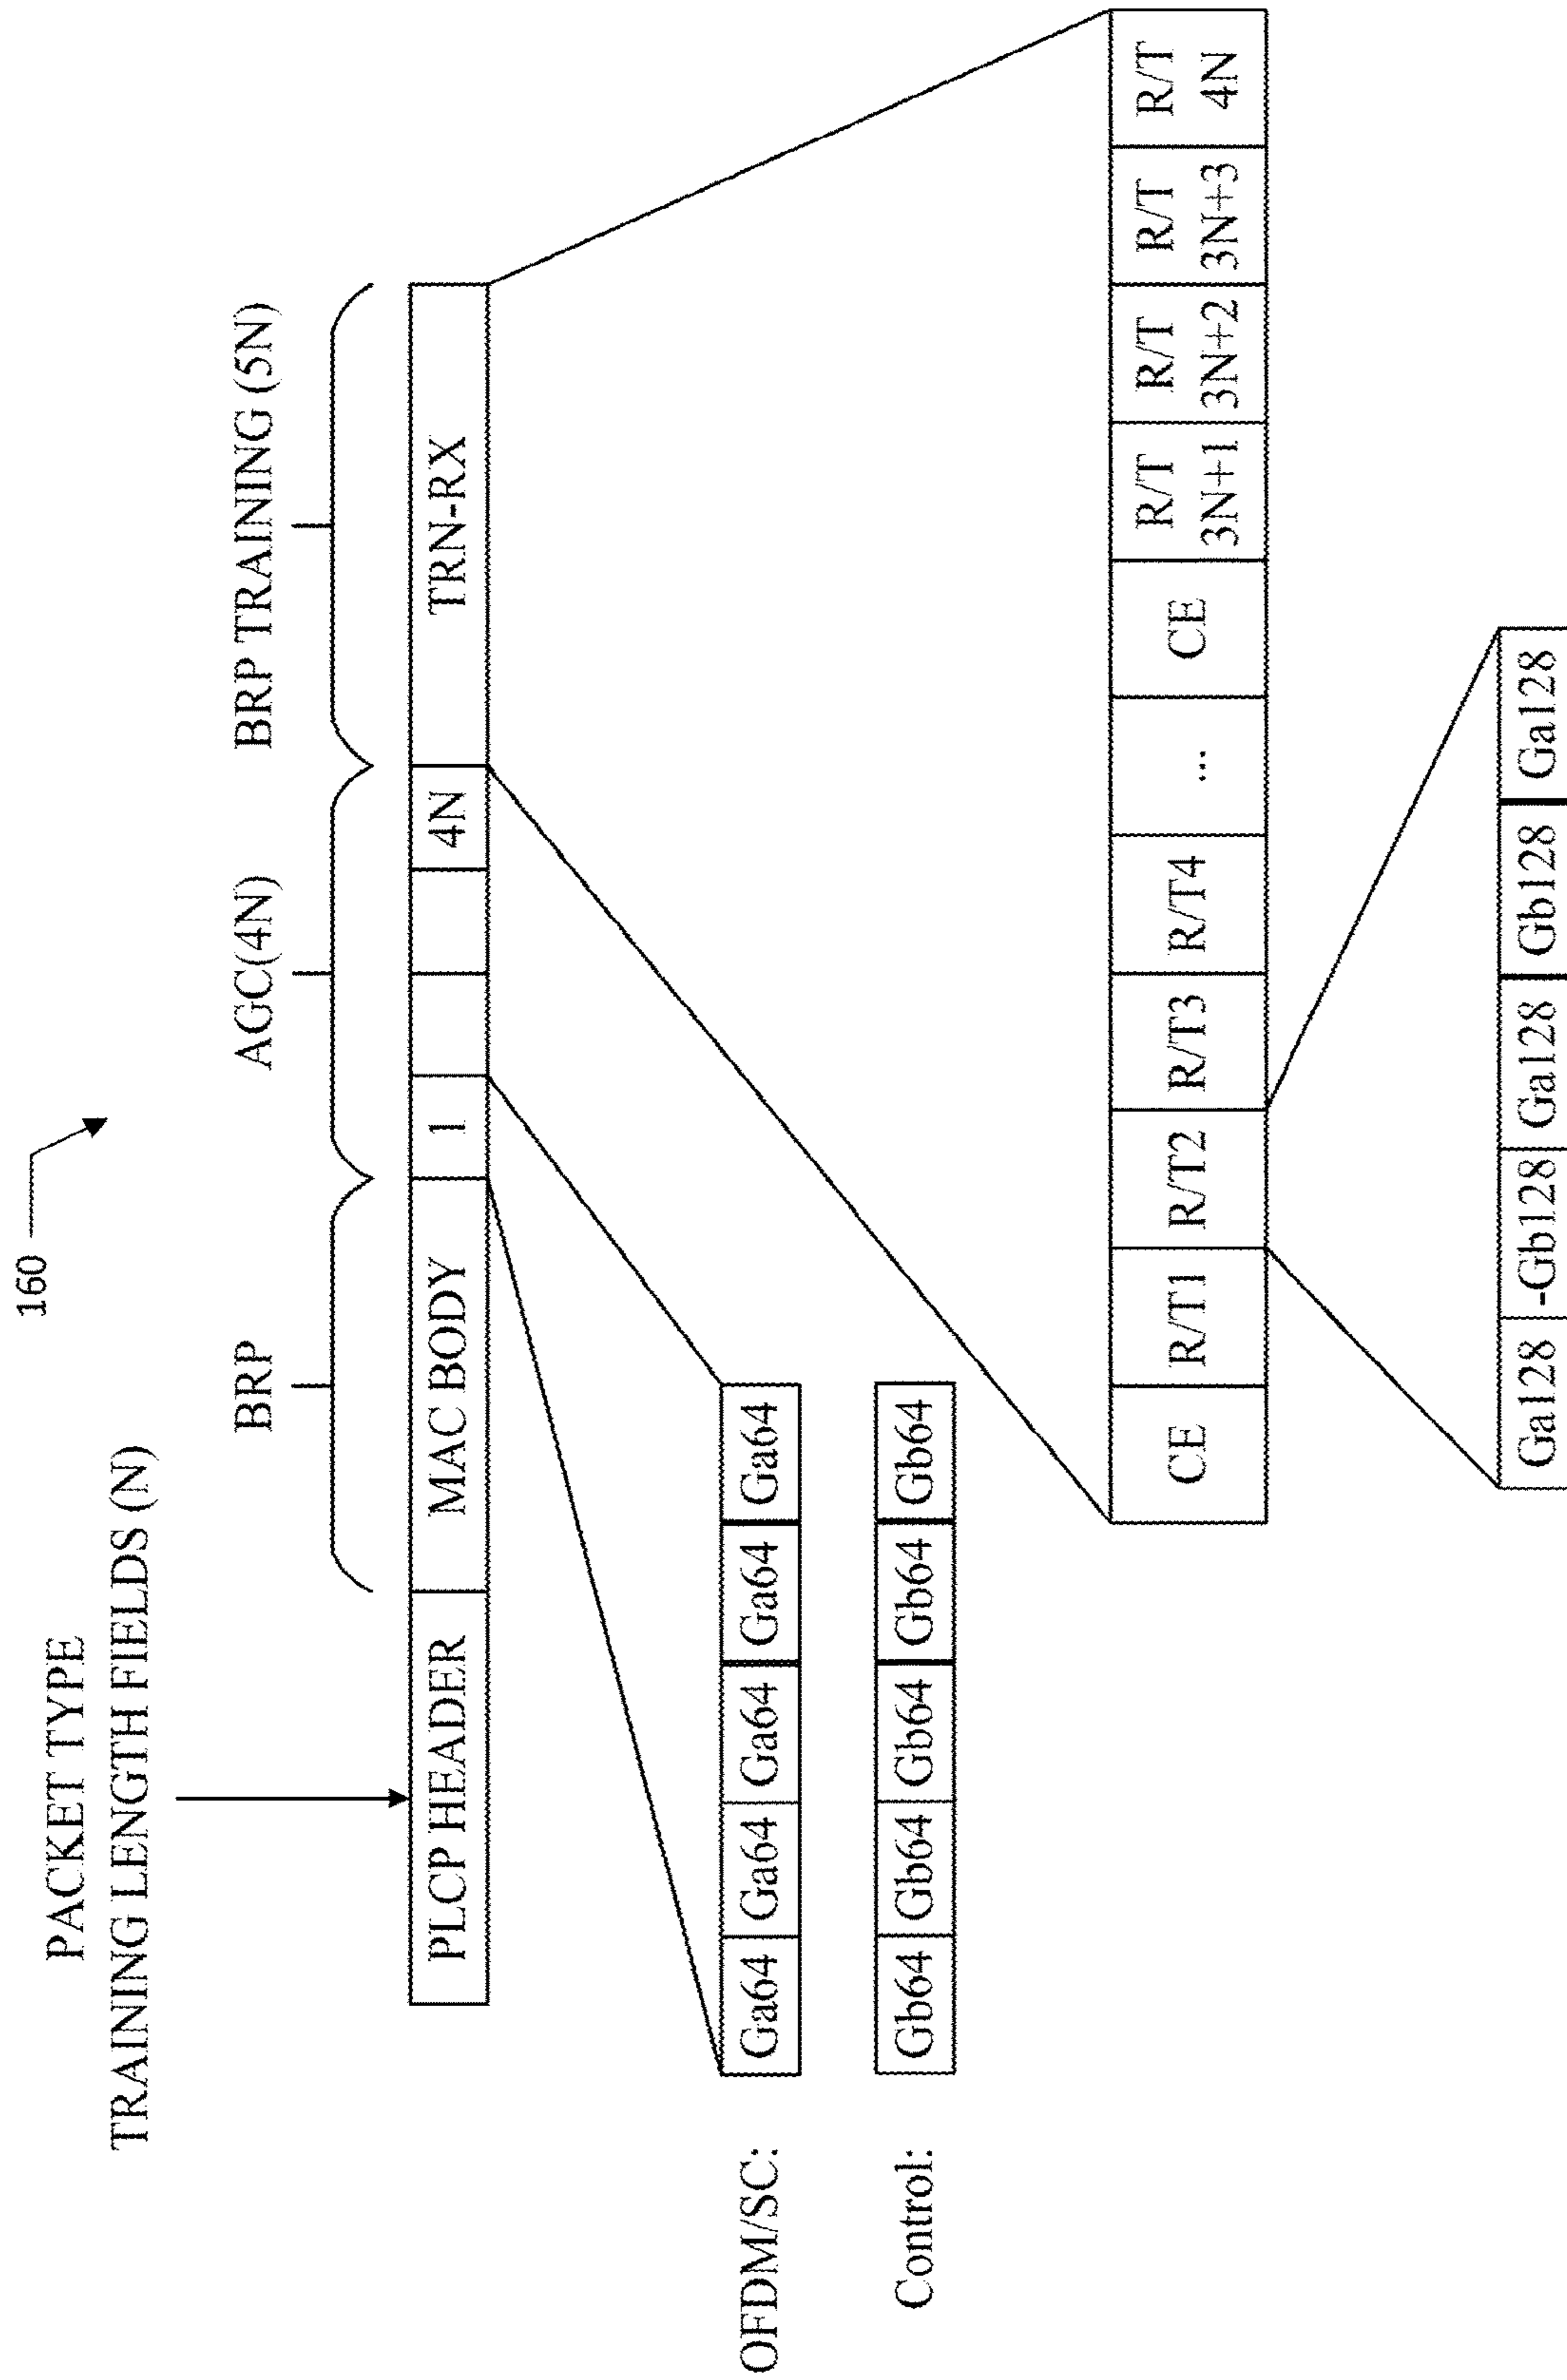 160
PACKET TYPE
TRAINING LENGTH FIELDS (N)
BRP
AGC(4N)
BRP TRAINING (5N)
PLCP HEADER
MAC BODY
1
4N
TRN-RX
OFDM/SC:
Ga64
Ga64
Ga64
Ga64
Ga64
Control:
Gb64
Gb64
Gb64
Gb64
Gb64
CE
R/T1
R/T2
R/T3
R/T4
...
CE
R/T
3N+1
R/T
3N+2
R/T
3N+3
R/T
4N
Ga128
-Gb128
Ga128
Gb128
Ga128